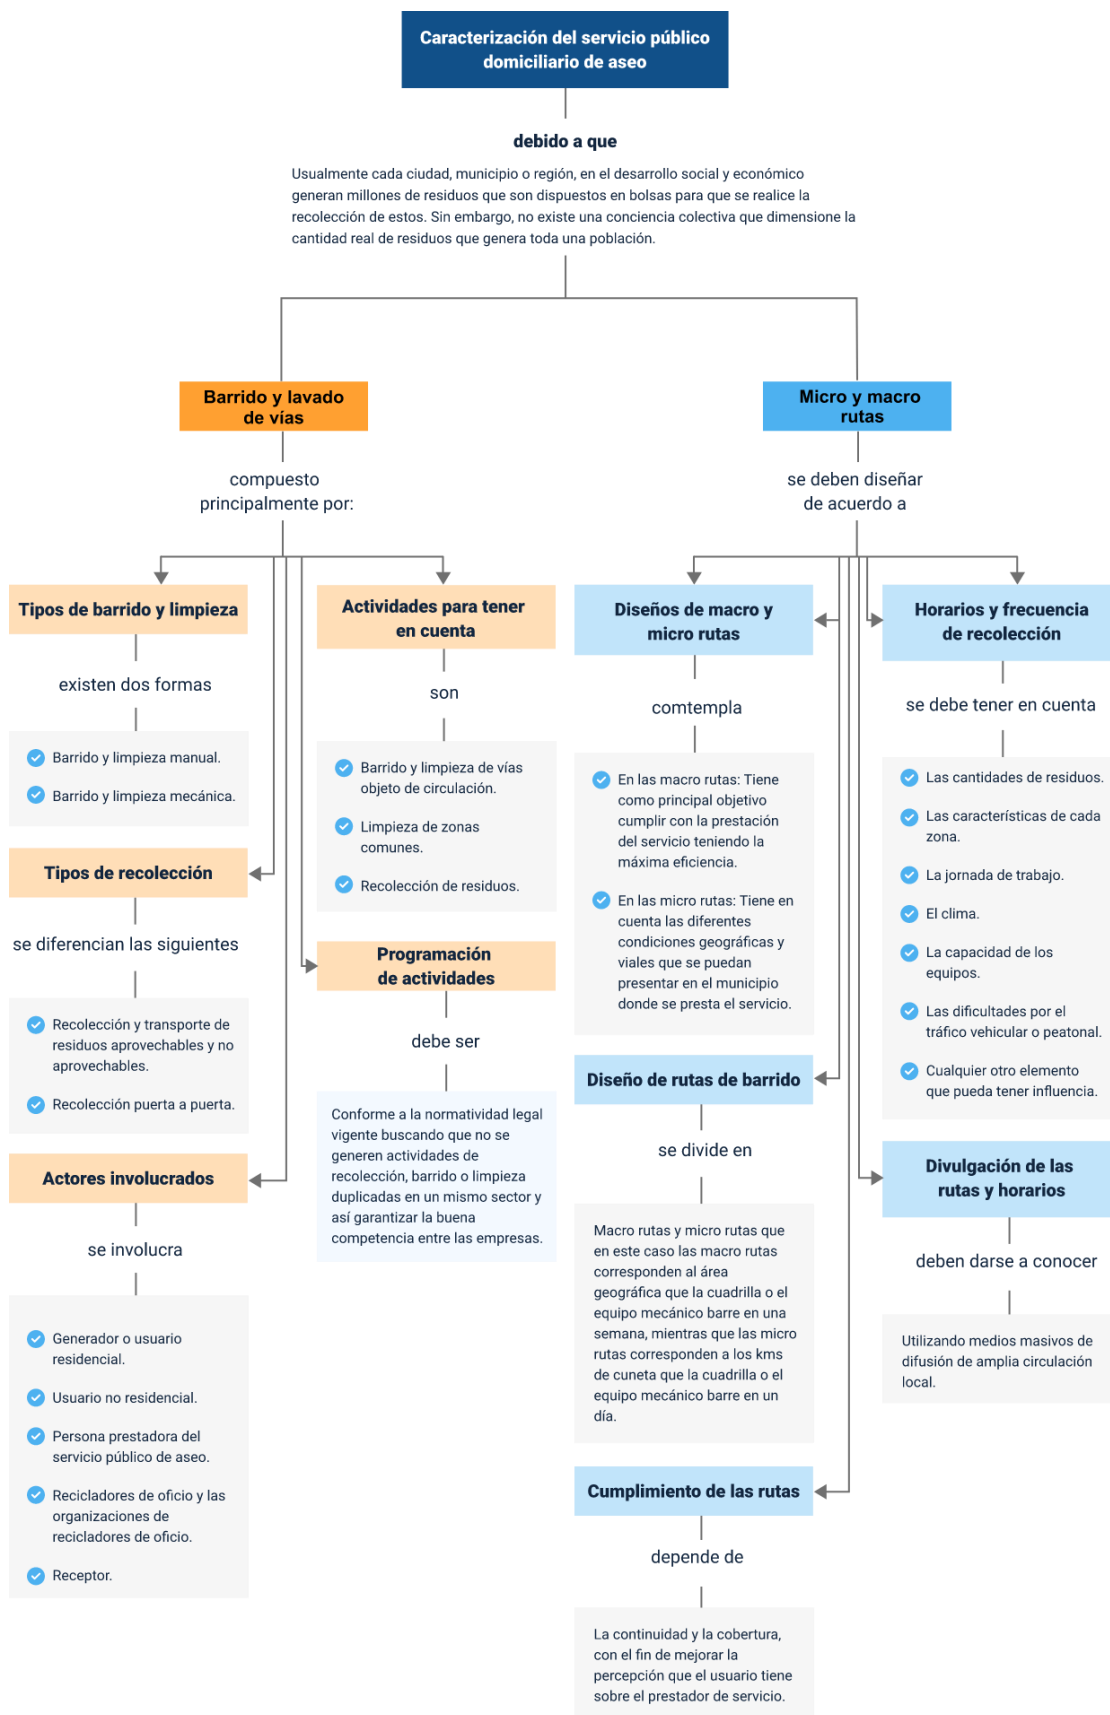 Caracterización del servicio público
domiciliario de aseo
debido a que
Usualmente cada ciudad, municipio o región, en el desarrollo social y económico
generan millones de residuos que son dispuestos en bolsas para que se realice la
recolección de estos. Sin embargo, no existe una conciencia colectiva que dimensione la
cantidad real de residuos que genera toda una población.
Barrido y lavado
de vías
compuesto
principalmente por:
Tipos de barrido y limpieza
existen dos formas
Barrido y limpieza manual.
Barrido y limpieza mecánica.
Tipos de recolección
se diferencian las siguientes
Recolección y transporte de
residuos aprovechables y no
aprovechables.
Recolección puerta a puerta.
Actores involucrados
se involucra
Generador o usuario
residencial.
Usuario no residencial.
Persona prestadora del
servicio público de aseo.
Recicladores de oficio y las
organizaciones de
recicladores de oficio.
Receptor.
Actividades para tener
en cuenta
son
Barrido y limpieza de vías
objeto de circulación.
Limpieza de zonas
comunes.
Recolección de residuos.
Programación
de actividades
debe ser
Conforme a la normatividad legal
vigente buscando que no se
generen actividades de
recolección, barrido o limpieza
duplicadas en un mismo sector y
así garantizar la buena
competencia entre las empresas.
Micro y macro
rutas
se deben diseñar
de acuerdo a
Diseños de macro y
micro rutas
comtempla
En las macro rutas: Tiene
como principal objetivo
cumplir con la prestación
del servicio teniendo la
máxima eficiencia.
En las micro rutas: Tiene en
cuenta las diferentes
condiciones geográficas y
viales que se puedan
presentar en el municipio
donde se presta el servicio.
Diseño de rutas de barrido
se divide en
Macro rutas y micro rutas que
en este caso las macro rutas
corresponden al área
geográfica que la cuadrilla o el
equipo mecánico barre en una
semana, mientras que las micro
rutas corresponden a los kms
de cuneta que la cuadrilla o el
equipo mecánico barre en un
día.
Cumplimiento de las rutas
depende de
La continuidad y la cobertura,
con el fin de mejorar la
percepción que el usuario tiene
sobre el prestador de servicio.
Horarios y frecuencia
de recolección
se debe tener en cuenta
Las cantidades de residuos.
Las características de cada
zona.
La jornada de trabajo.
El clima.
La capacidad de los
equipos.
Las dificultades por el
tráfico vehicular o peatonal.
Cualquier otro elemento
que pueda tener influencia.
Divulgación de las
rutas y horarios
deben darse a conocer
Utilizando medios masivos de
difusión de amplia circulación
local.